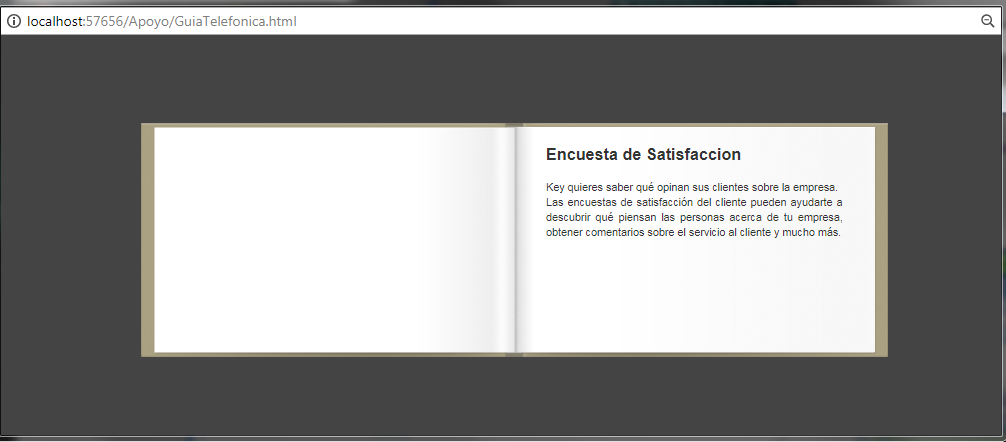 localhost:57656/Apoyo/GuiaTelefonica.html
Encuesta de Satisfaccion
Key quieres saber qué opinan sus clientes sobre la empresa.
Las encuestas de satisfacción del cliente pueden ayudarte a
descubrir qué piensan las personas acerca de tu empresa,
obtener comentarios sobre el servicio al cliente y mucho más.